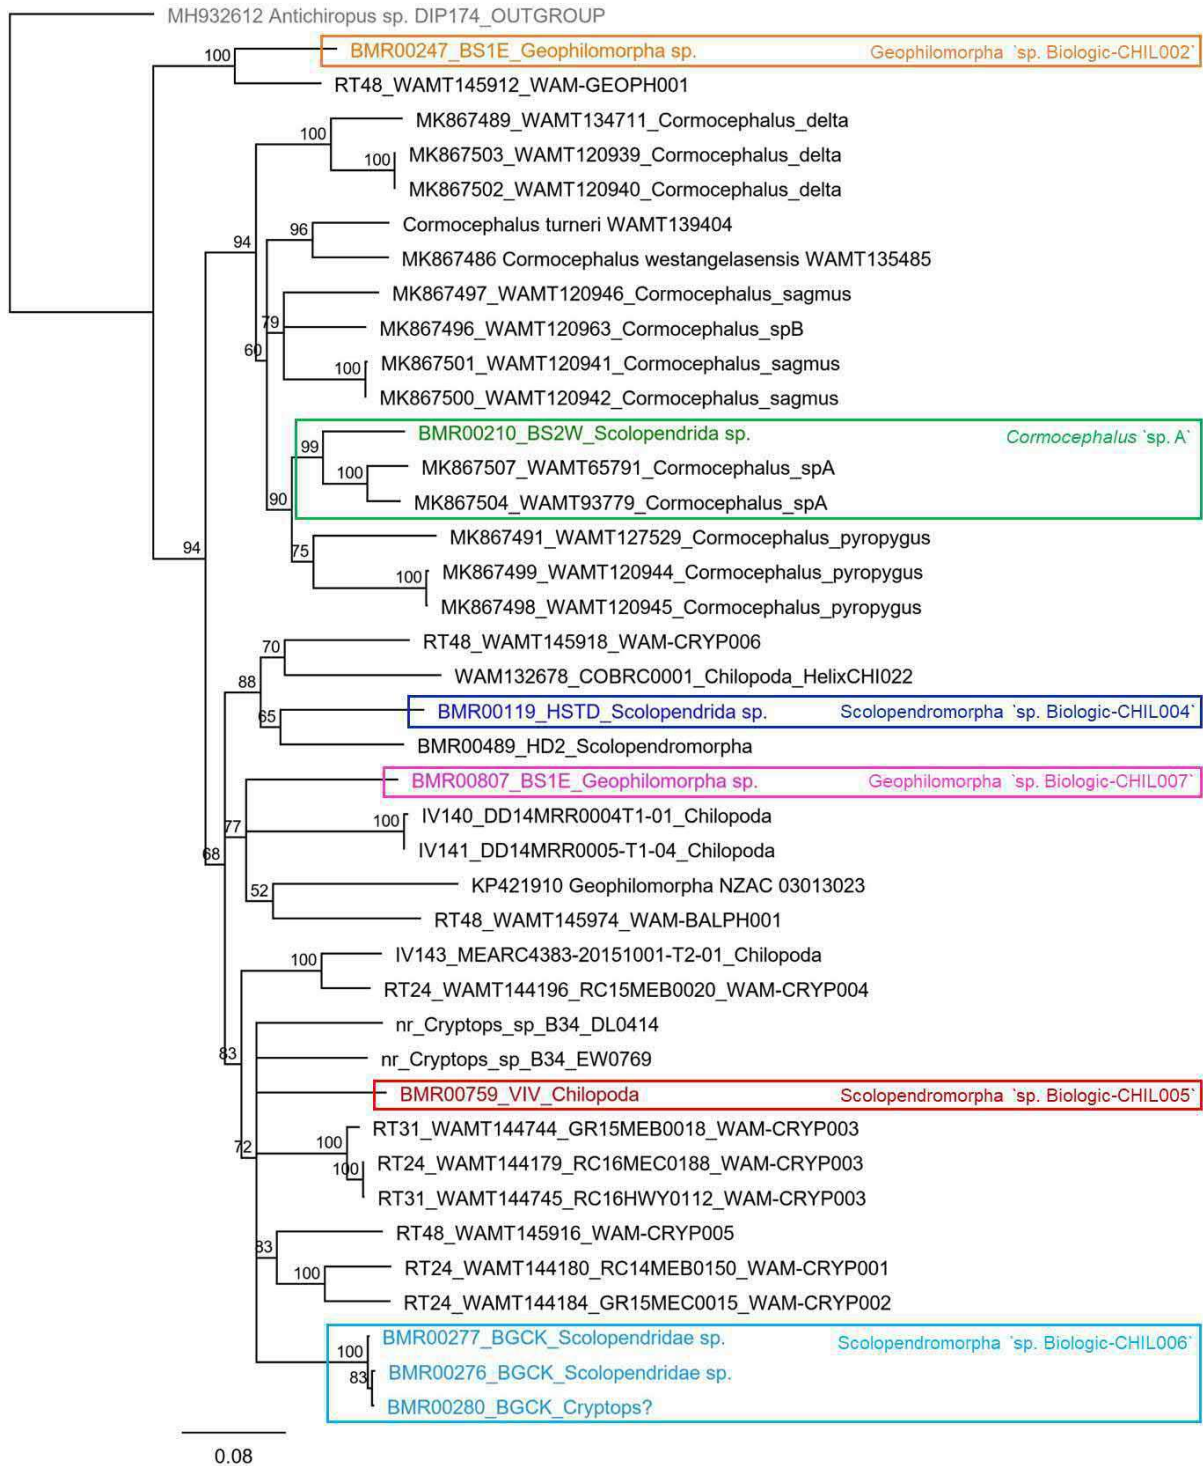 MH932612 Antichiropus sp. DIP174_OUTGROUP
100
BMR00247_BS1E_Geophilomorpha sp. Geophilomorpha `sp. Biologic-CHIL002`
RT48_WAMT145912_WAM-GEOPH001
MK867489_WAMT134711_Cormocephalus_delta
100
MK867503_WAMT120939_Cormocephalus_delta
100
MK867502_WAMT120940_Cormocephalus_delta
Cormocephalus turneri WAMT139404
96
94
MK867486 Cormocephalus westangelasensis WAMT135485
MK867497_WAMT120946_Cormocephalus_sagmus
79
MK867496_WAMT120963_Cormocephalus_spB
60
MK867501_WAMT120941_Cormocephalus_sagmus
100
MK867500_WAMT120942_Cormocephalus_sagmus
BMR00210_BS2W_Scolopendrida sp. Cormocephalus `sp. A`
99
MK867507_WAMT65791_Cormocephalus_spA
100
90
MK867504_WAMT93779_Cormocephalus_spA
MK867491_WAMT127529_Cormocephalus_pyropygus
94
75
MK867499_WAMT120944_Cormocephalus_pyropygus
100
MK867498_WAMT120945_Cormocephalus_pyropygus
RT48_WAMT145918_WAM-CRYP006
70
WAM132678_COBRC0001_Chilopoda_HelixCHI022
88
BMR00119_HSTD_Scolopendrida sp. Scolopendromorpha `sp. Biologic-CHIL004`
65
BMR00489_HD2_Scolopendromorpha
BMR00807_BS1E_Geophilomorpha sp. Geophilomorpha `sp. Biologic-CHIL007`
IV140_DD14MRR0004T1-01_Chilopoda
77
100
IV141_DD14MRR0005-T1-04_Chilopoda
68
KP421910 Geophilomorpha NZAC 03013023
52
RT48_WAMT145974_WAM-BALPH001
IV143_MEARC4383-20151001-T2-01_Chilopoda
100
RT24_WAMT144196_RC15MEB0020_WAM-CRYP004
nr_Cryptops_sp_B34_DL0414
83
nr_Cryptops_sp_B34_EW0769
BMR00759_VIV_Chilopoda Scolopendromorpha `sp. Biologic-CHIL005`
RT31_WAMT144744_GR15MEB0018_WAM-CRYP003
100
72
RT24_WAMT144179_RC16MEC0188_WAM-CRYP003
100
RT31_WAMT144745_RC16HWY0112_WAM-CRYP003
RT48_WAMT145916_WAM-CRYP005
83
RT24_WAMT144180_RC14MEB0150_WAM-CRYP001
100
RT24_WAMT144184_GR15MEC0015_WAM-CRYP002
BMR00277_BGCK_Scolopendridae sp. Scolopendromorpha `sp. Biologic-CHIL006`
100
BMR00276_BGCK_Scolopendridae sp.
83
BMR00280_BGCK_Cryptops?
0.08